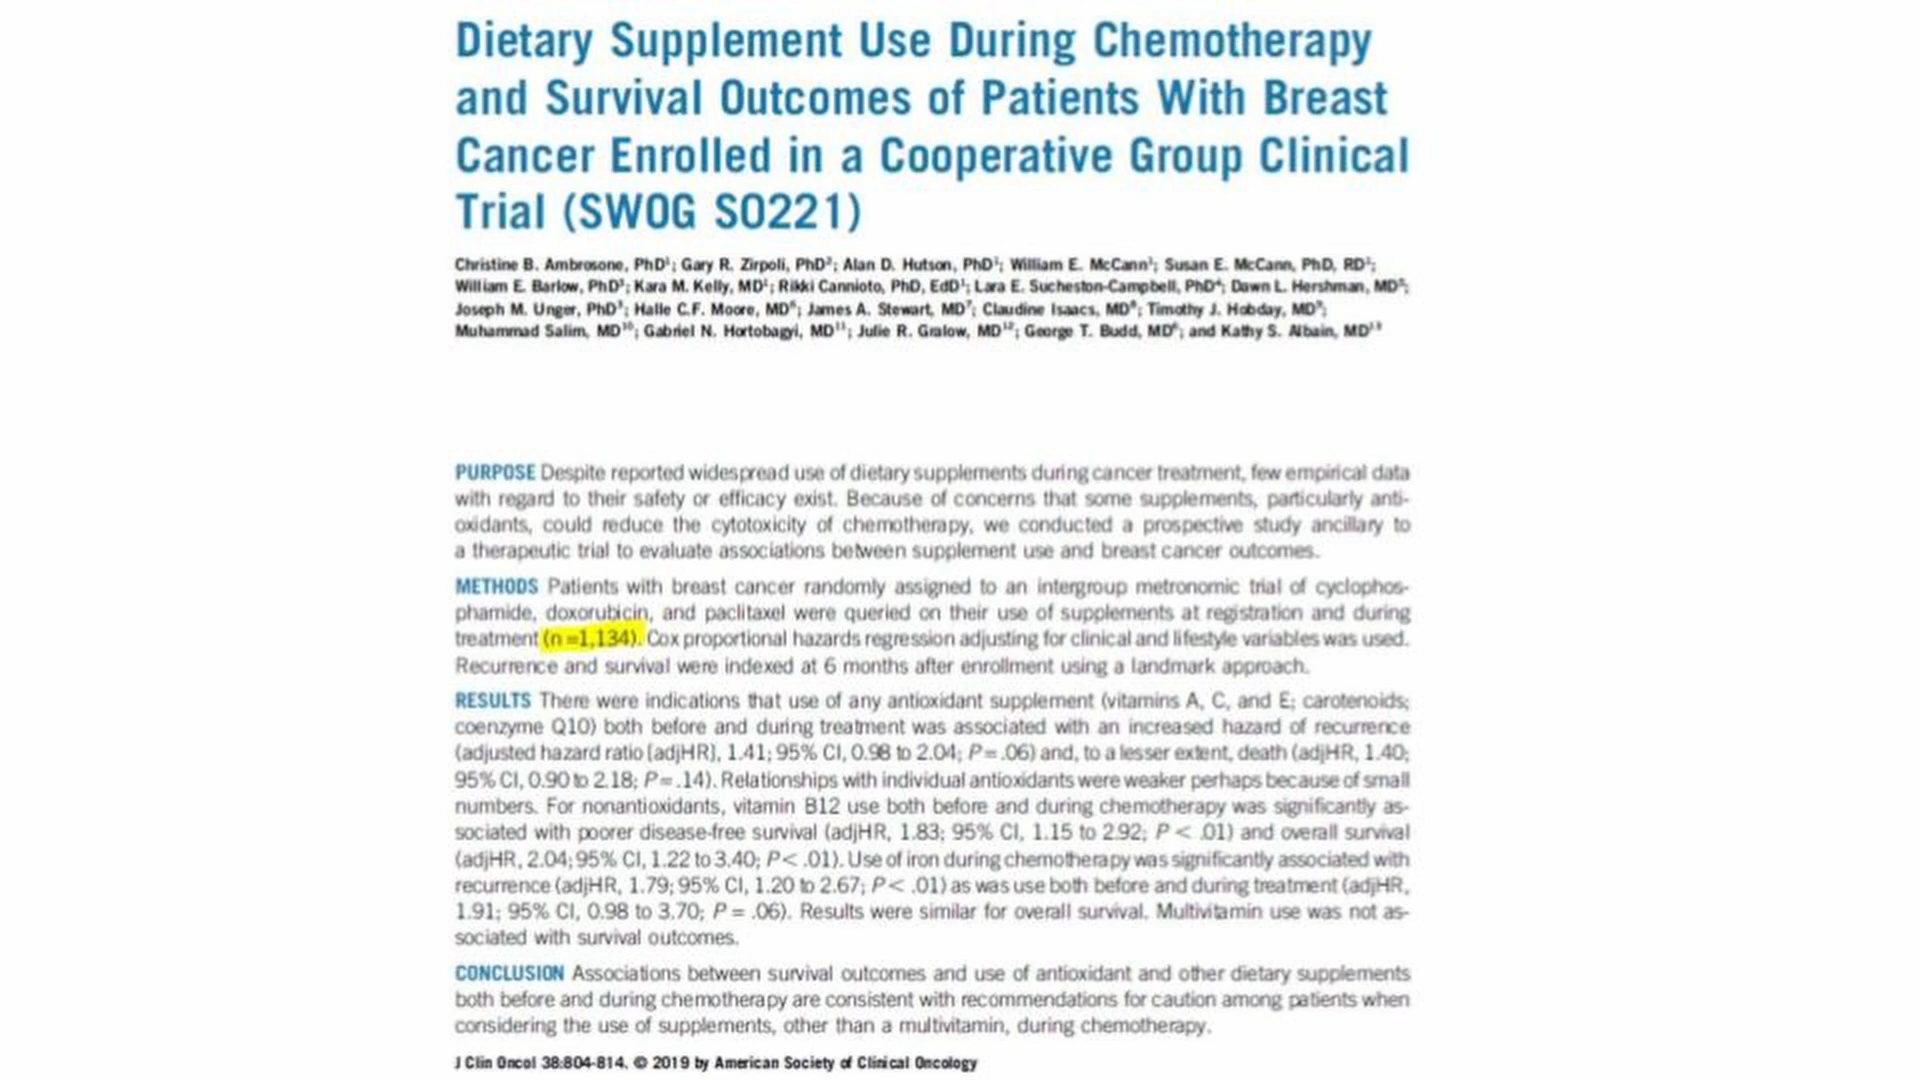 Dietary Supplement Use During Chemotherapy
and Survival Outcomes of Patients With Breast
Cancer Enrolled in a Cooperative Group Clinical
Trial (SWOG S0221)
Christine B. Ambrosone, PhD¹; Gary R. Zirpoli, PhD²; Alan D. Hutson, PhD¹; William E. McCann¹; Susan E. McCann, PhD, RD¹;
William E. Barlow, PhD³; Kara M. Kelly, MD¹; Rikki Cannioto, PhD, EdD¹; Lara E. Sucheston-Campbell, PhD⁴; Dawn L. Hershman, MD⁵;
Joseph M. Unger, PhD³; Halle C.F. Moore, MD⁶; James A. Stewart, MD⁷; Claudine Isaacs, MD⁸; Timothy J. Hobday, MD⁹;
Muhammad Salim, MD¹⁰; Gabriel N. Hortobagyi, MD¹¹; Julie R. Gralow, MD¹²; George T. Budd, MD⁶; and Kathy S. Albain, MD¹³
PURPOSE Despite reported widespread use of dietary supplements during cancer treatment, few empirical data
with regard to their safety or efficacy exist. Because of concerns that some supplements, particularly anti-
oxidants, could reduce the cytotoxicity of chemotherapy, we conducted a prospective study ancillary to
a therapeutic trial to evaluate associations between supplement use and breast cancer outcomes.
METHODS Patients with breast cancer randomly assigned to an intergroup metronomic trial of cyclophos-
phamide, doxorubicin, and paclitaxel were queried on their use of supplements at registration and during
treatment (n =1,134). Cox proportional hazards regression adjusting for clinical and lifestyle variables was used.
Recurrence and survival were indexed at 6 months after enrollment using a landmark approach.
RESULTS There were indications that use of any antioxidant supplement (vitamins A, C, and E; carotenoids;
coenzyme Q10) both before and during treatment was associated with an increased hazard of recurrence
(adjusted hazard ratio [adjHR], 1.41; 95% CI, 0.98 to 2.04; P = .06) and, to a lesser extent, death (adjHR, 1.40;
95% CI, 0.90 to 2.18; P = .14). Relationships with individual antioxidants were weaker perhaps because of small
numbers. For nonantioxidants, vitamin B12 use both before and during chemotherapy was significantly as-
sociated with poorer disease-free survival (adjHR, 1.83; 95% CI, 1.15 to 2.92; P < .01) and overall survival
(adjHR, 2.04; 95% CI, 1.22 to 3.40; P < .01). Use of iron during chemotherapy was significantly associated with
recurrence (adjHR, 1.79; 95% CI, 1.20 to 2.67; P < .01) as was use both before and during treatment (adjHR,
1.91; 95% CI, 0.98 to 3.70; P = .06). Results were similar for overall survival. Multivitamin use was not as-
sociated with survival outcomes.
CONCLUSION Associations between survival outcomes and use of antioxidant and other dietary supplements
both before and during chemotherapy are consistent with recommendations for caution among patients when
considering the use of supplements, other than a multivitamin, during chemotherapy.
J Clin Oncol 38:804-814. © 2019 by American Society of Clinical Oncology